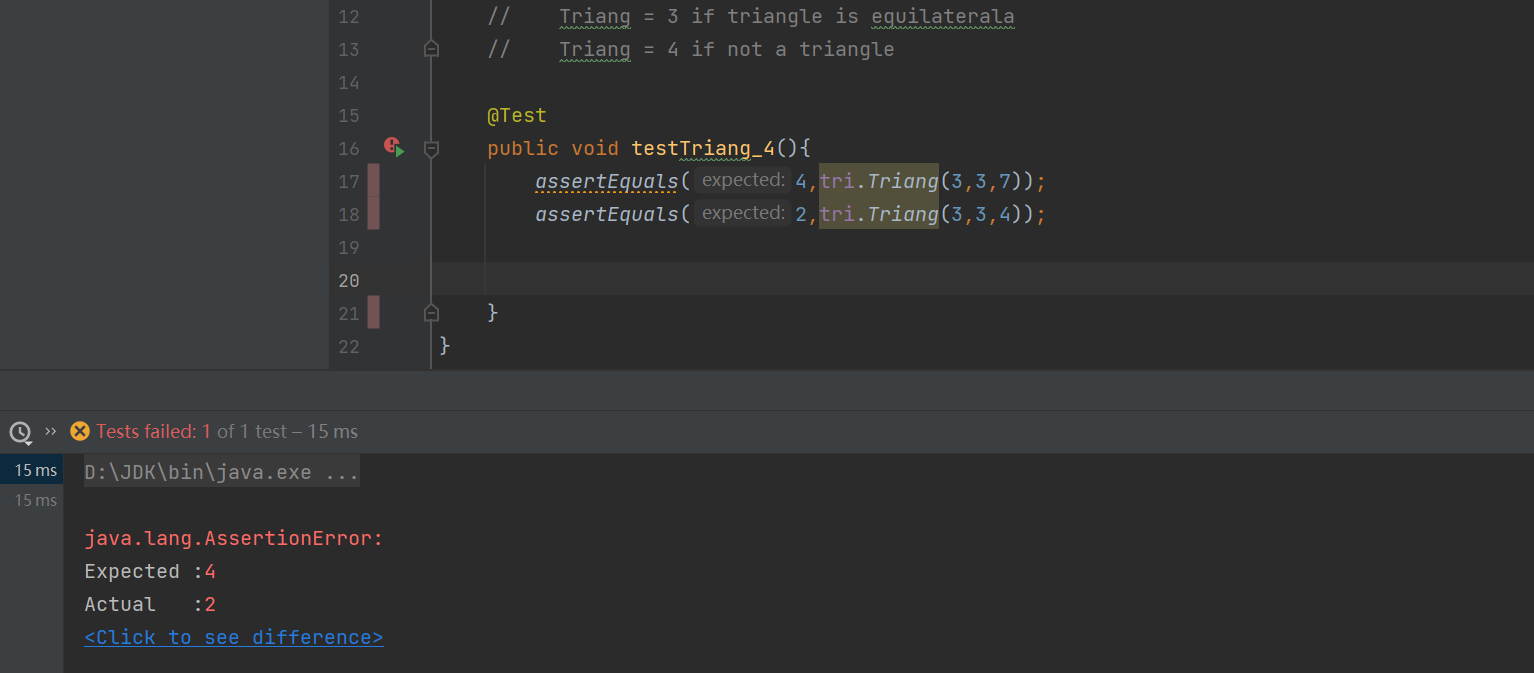 12 // Triang = 3 if triangle is equilaterala
13 // Triang = 4 if not a triangle
14
15 @Test
16 public void testTriang_4(){
17 assertEquals( expected: 4,tri.Triang(3,3,7));
18 assertEquals( expected: 2,tri.Triang(3,3,4));
19
20
21 }
22 }
» Tests failed: 1 of 1 test – 15 ms
15 ms D:\JDK\bin\java.exe ...
15 ms
java.lang.AssertionError:
Expected :4
Actual :2
<Click to see difference>